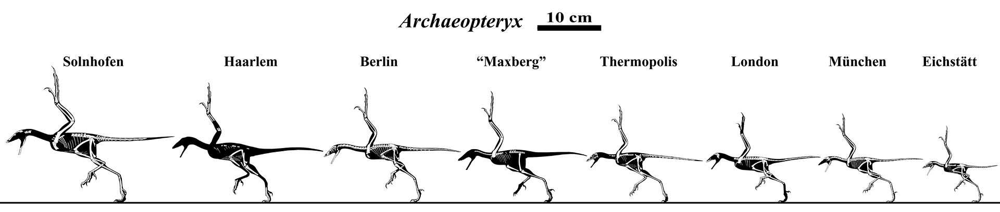 Archaeopteryx 10 cm
Solnhofen Haarlem Berlin “Maxberg” Thermopolis London München Eichstätt